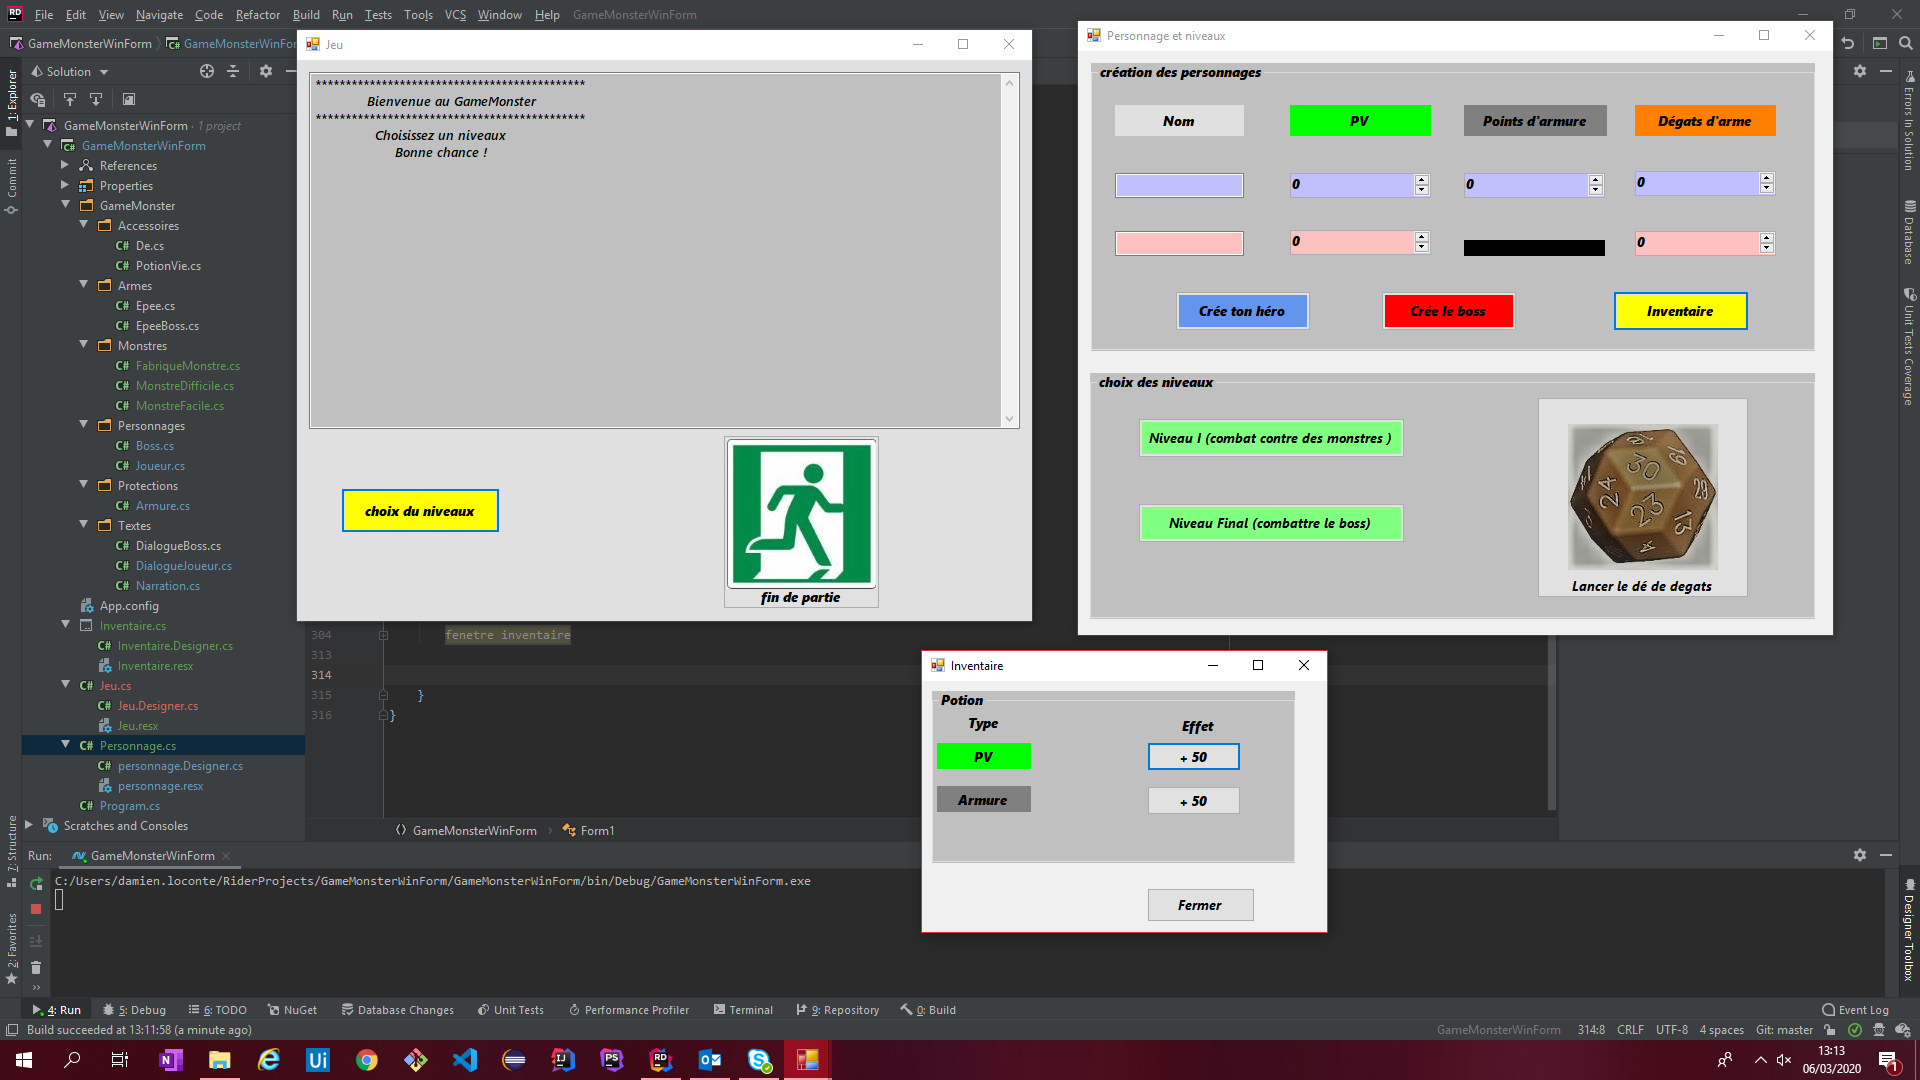 File Edit View Navigate Code Refactor Build Run Tests Tools VCS Window Help GameMonsterWinForm
GameMonsterWinForm GameMonsterWinFor
Solution
1: Explorer
Commit
7: Structure
2: Favorites
GameMonsterWinForm · 1 project
GameMonsterWinForm
References
Properties
GameMonster
Accessoires
De.cs
PotionVie.cs
Armes
Epee.cs
EpeeBoss.cs
Monstres
FabriqueMonstre.cs
MonstreDifficile.cs
MonstreFacile.cs
Personnages
Boss.cs
Joueur.cs
Protections
Armure.cs
Textes
DialogueBoss.cs
DialogueJoueur.cs
Narration.cs
App.config
Inventaire.cs
Inventaire.Designer.cs
Inventaire.resx
Jeu.cs
Jeu.Designer.cs
Jeu.resx
Personnage.cs
personnage.Designer.cs
personnage.resx
Program.cs
Scratches and Consoles
Jeu
*********************************************
Bienvenue au GameMonster
*********************************************
Choisissez un niveaux
Bonne chance !
choix du niveaux
fin de partie
Personnage et niveaux
création des personnages
Nom PV Points d'armure Dégats d'arme
0 0 0
0 0
Crée ton héro Crée le boss Inventaire
choix des niveaux
Niveau I (combat contre des monstres )
Niveau Final (combattre le boss)
30 19 24 23 29 13
Lancer le dé de degats
304 fenetre inventaire
313
314
315 }
316 }
GameMonsterWinForm Form1
Inventaire
Potion
Type Effet
PV + 50
Armure + 50
Fermer
Errors In Solution
Database
Unit Tests Coverage
Designer Toolbox
Run: GameMonsterWinForm
C:/Users/damien.loconte/RiderProjects/GameMonsterWinForm/GameMonsterWinForm/bin/Debug/GameMonsterWinForm.exe
4: Run 5: Debug 6: TODO NuGet Database Changes Unit Tests Performance Profiler Terminal 9: Repository 0: Build Event Log
Build succeeded at 13:11:58 (a minute ago) GameMonsterWinForm 314:8 CRLF UTF-8 4 spaces Git: master
13:13
06/03/2020
1